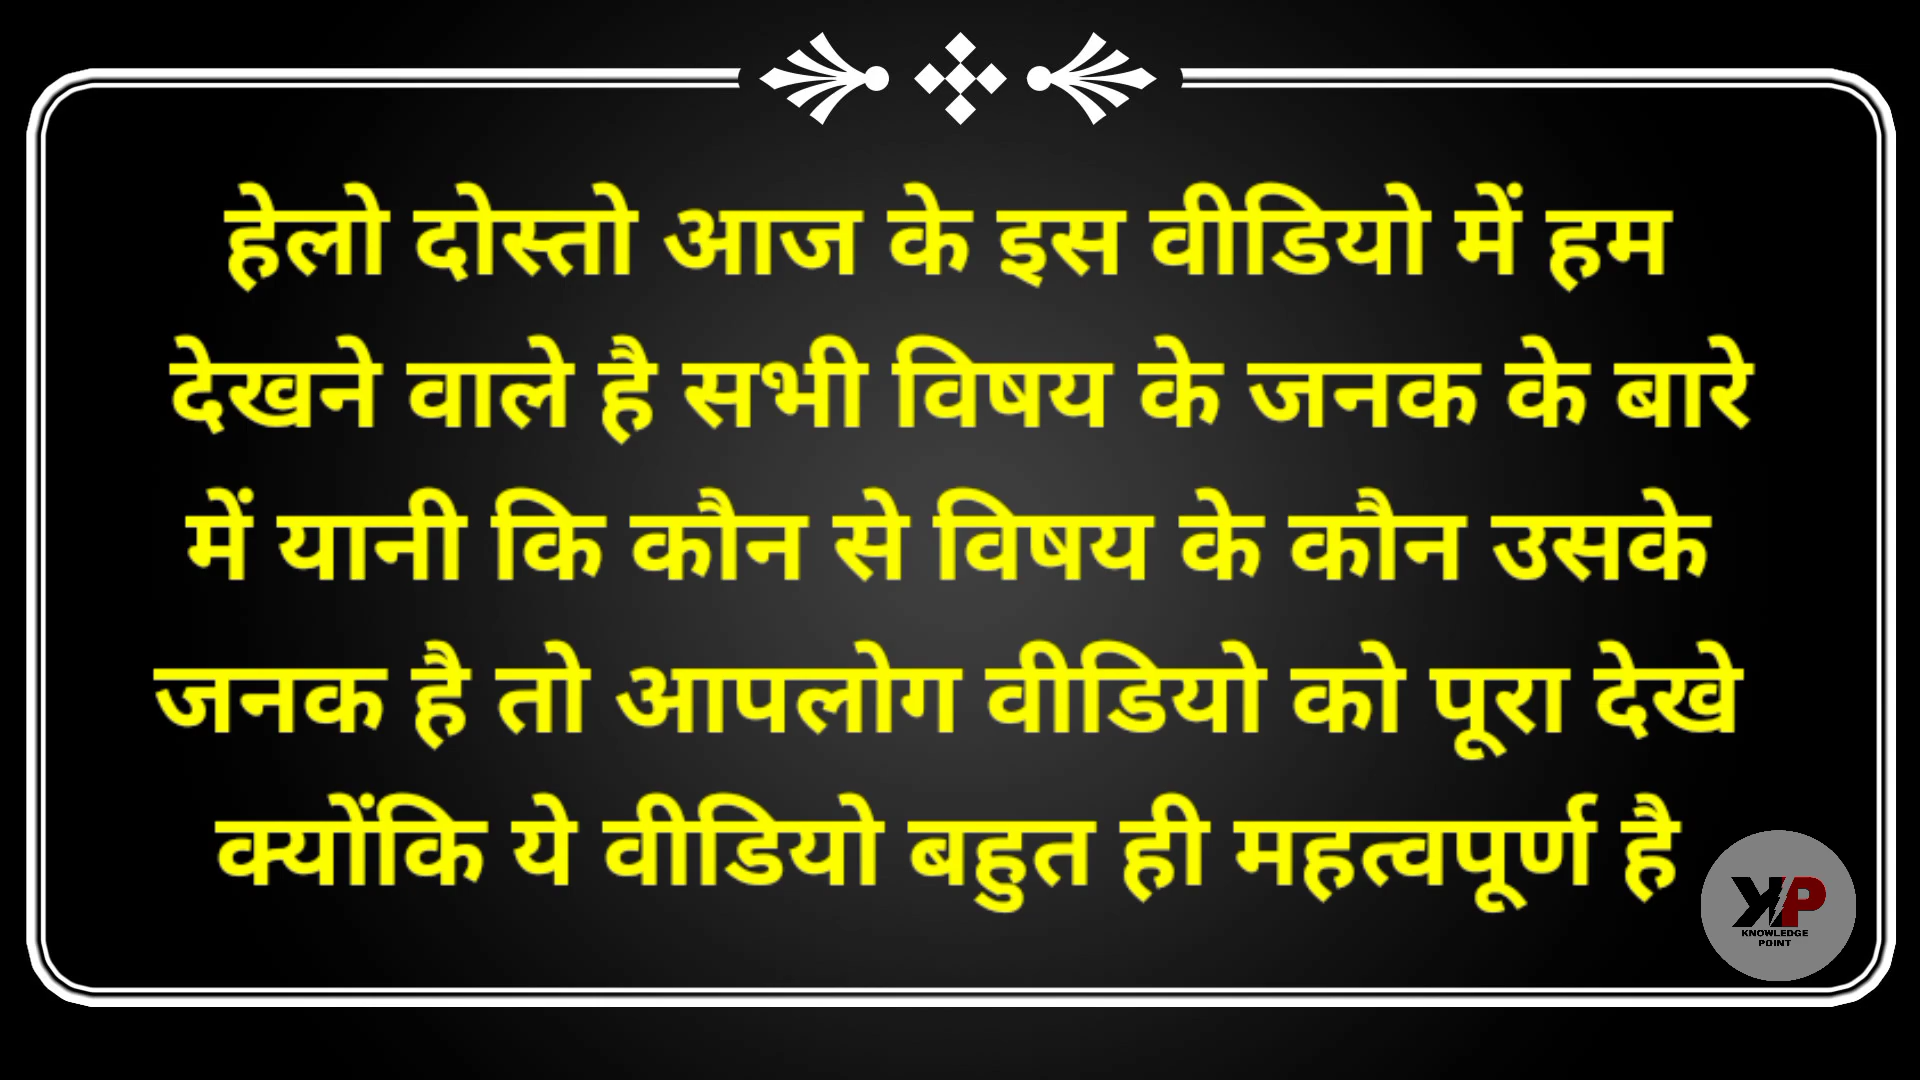 हेलो दोस्तो आज के इस वीडियो में हम
देखने वाले है सभी विषय के जनक के बारे
में यानी कि कौन से विषय के कौन उसके
जनक है तो आपलोग वीडियो को पूरा देखे
क्योंकि ये वीडियो बहुत ही महत्वपूर्ण है
KP
KNOWLEDGE
POINT